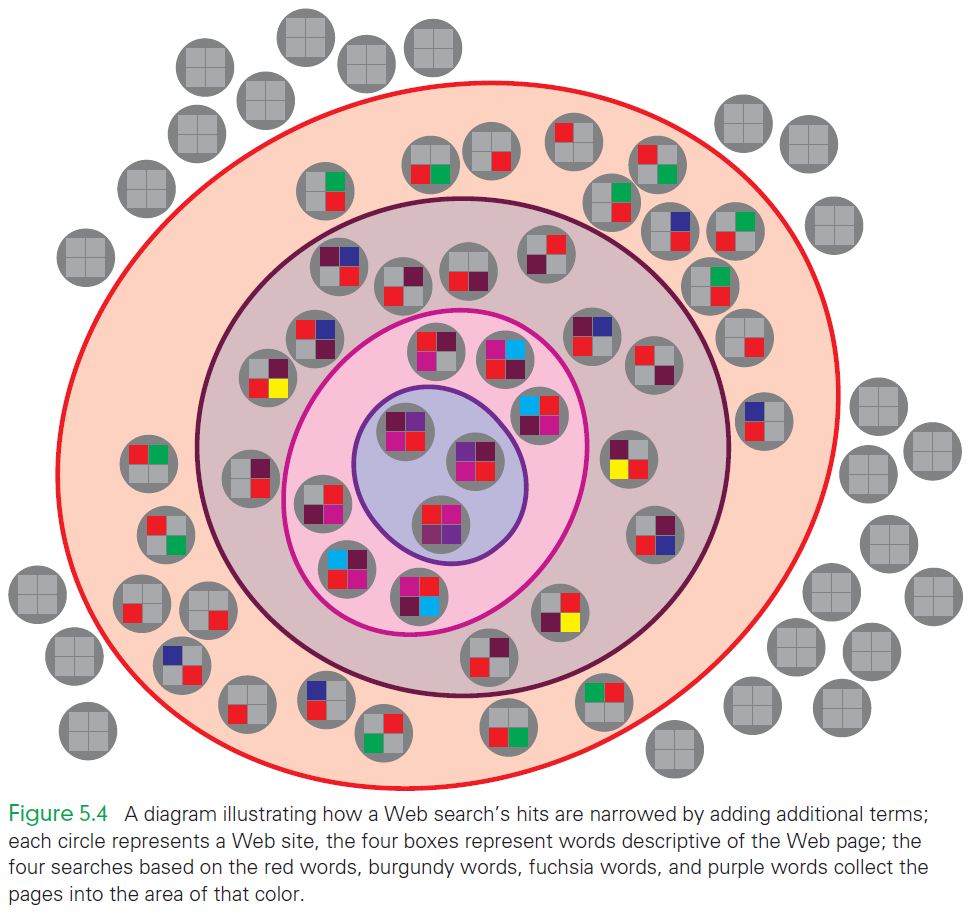 Figure 5.4 A diagram illustrating how a Web search's hits are narrowed by adding additional terms;
each circle represents a Web site, the four boxes represent words descriptive of the Web page; the
four searches based on the red words, burgundy words, fuchsia words, and purple words collect the
pages into the area of that color.